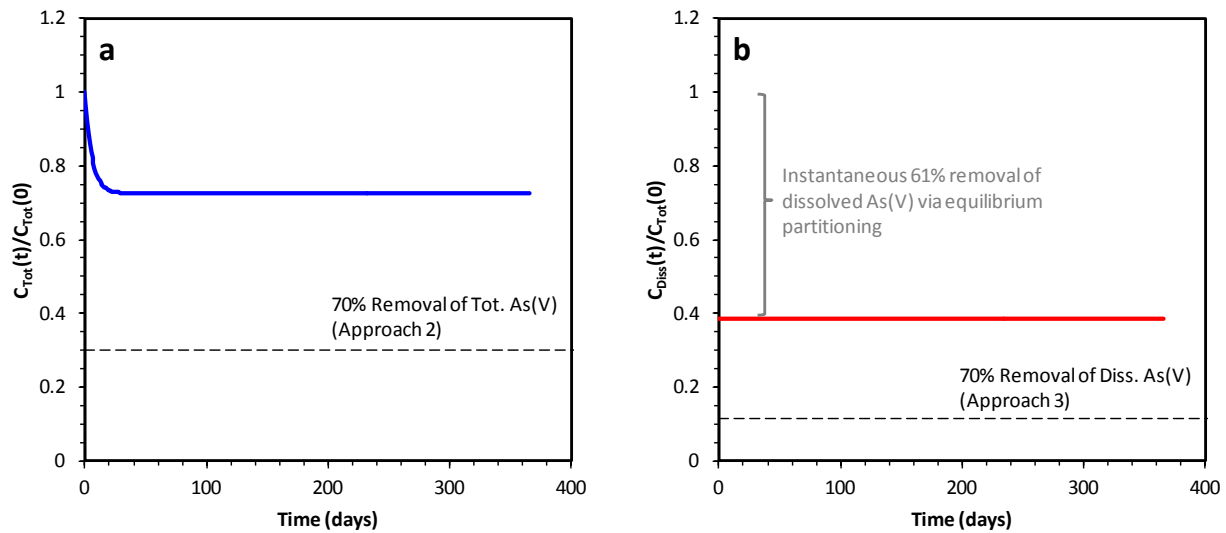 a
1.2
1
0.8
0.6
0.4
0.2
0
C_Tot(t)/C_Tot(0)
70% Removal of Tot. As(V)
(Approach 2)
0
100
200
300
400
Time (days)
b
1.2
1
0.8
0.6
0.4
0.2
0
C_Diss(t)/C_Tot(0)
Instantaneous 61% removal of
dissolved As(V) via equilibrium
partitioning
70% Removal of Diss. As(V)
(Approach 3)
0
100
200
300
400
Time (days)